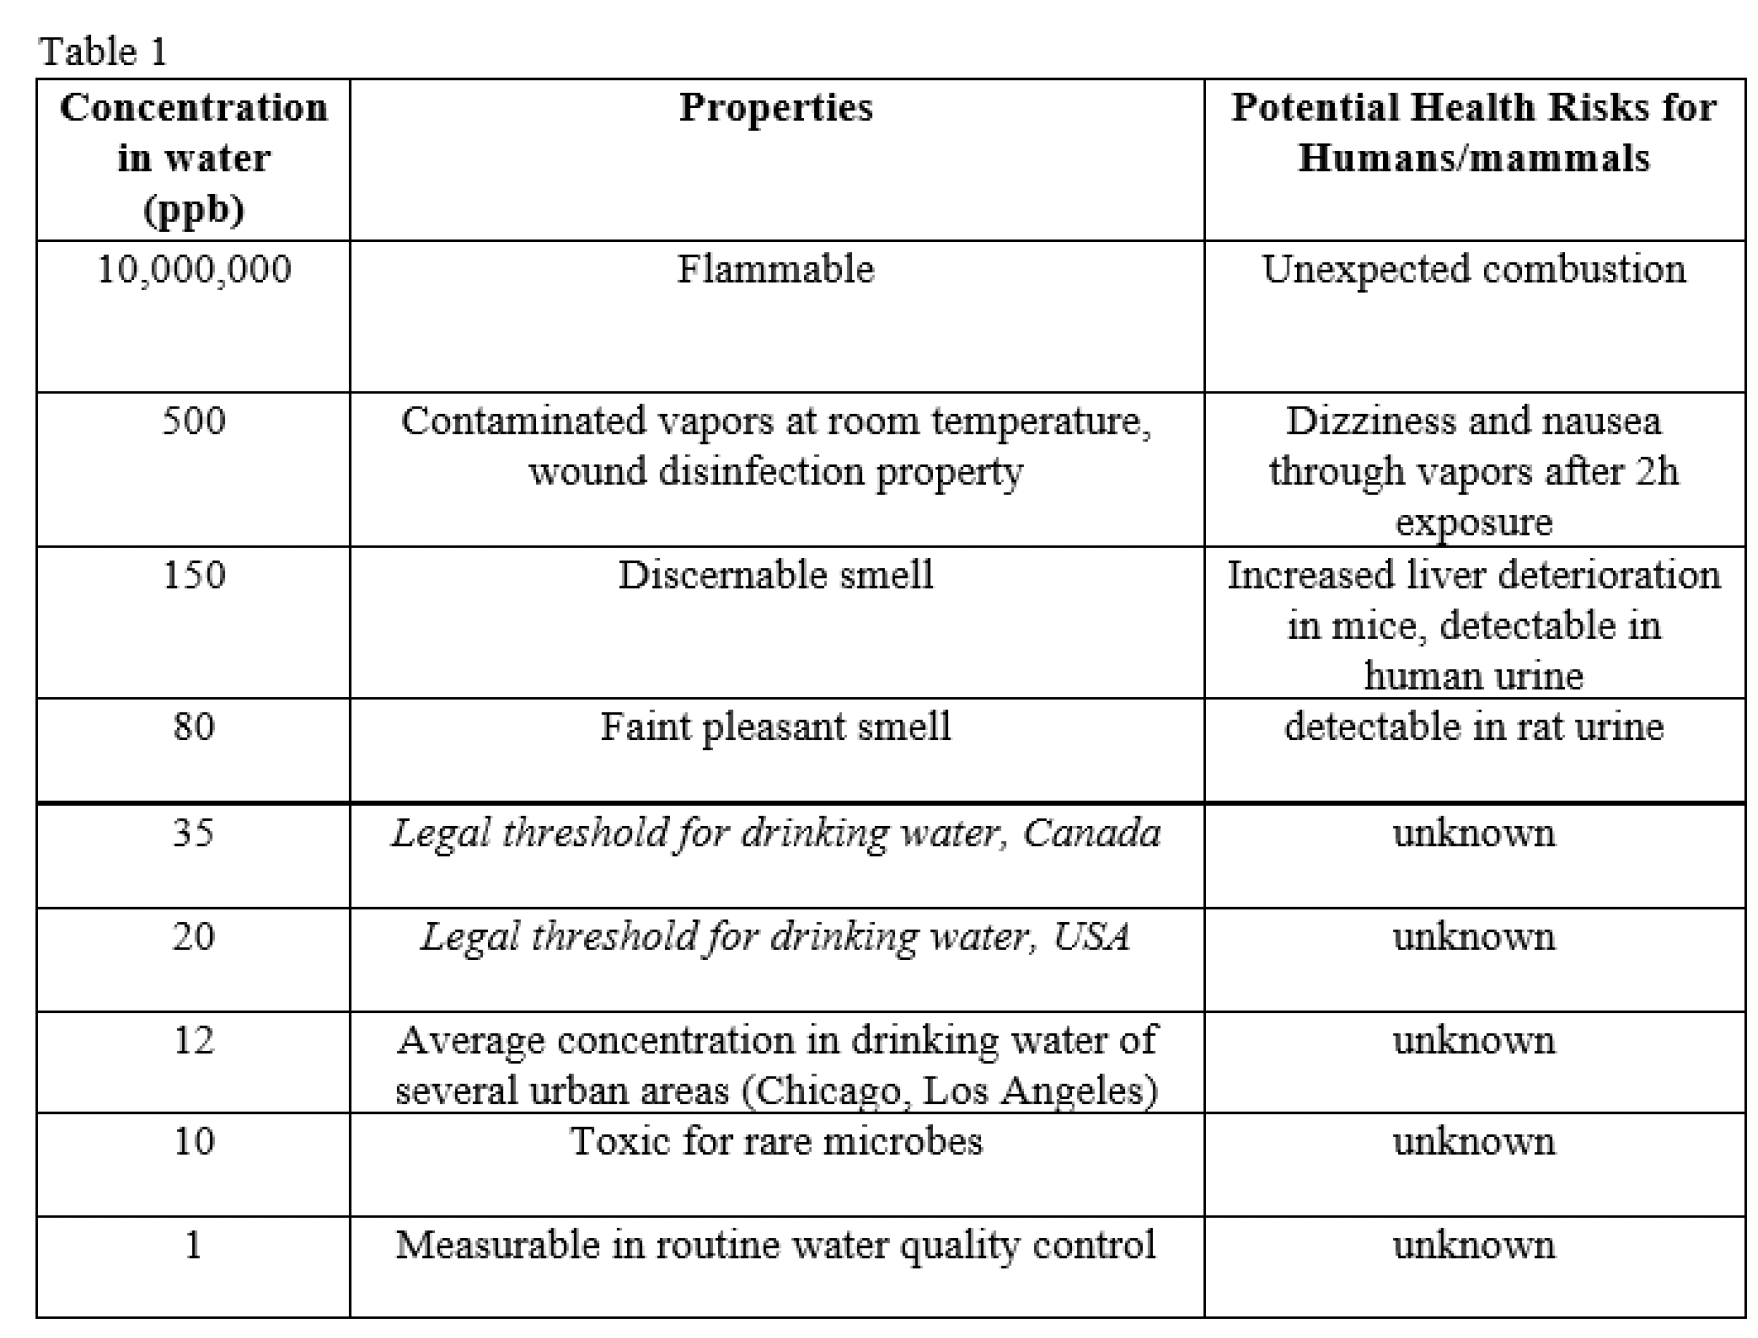 Table 1
Concentration
in water
(ppb)
Properties
Potential Health Risks for
Humans/mammals
10,000,000
Flammable
Unexpected combustion
500
Contaminated vapors at room temperature,
wound disinfection property
Dizziness and nausea
through vapors after 2h
exposure
150
Discernable smell
Increased liver deterioration
in mice, detectable in
human urine
80
Faint pleasant smell
detectable in rat urine
35
Legal threshold for drinking water, Canada
unknown
20
Legal threshold for drinking water, USA
unknown
12
Average concentration in drinking water of
several urban areas (Chicago, Los Angeles)
unknown
10
Toxic for rare microbes
unknown
1
Measurable in routine water quality control
unknown